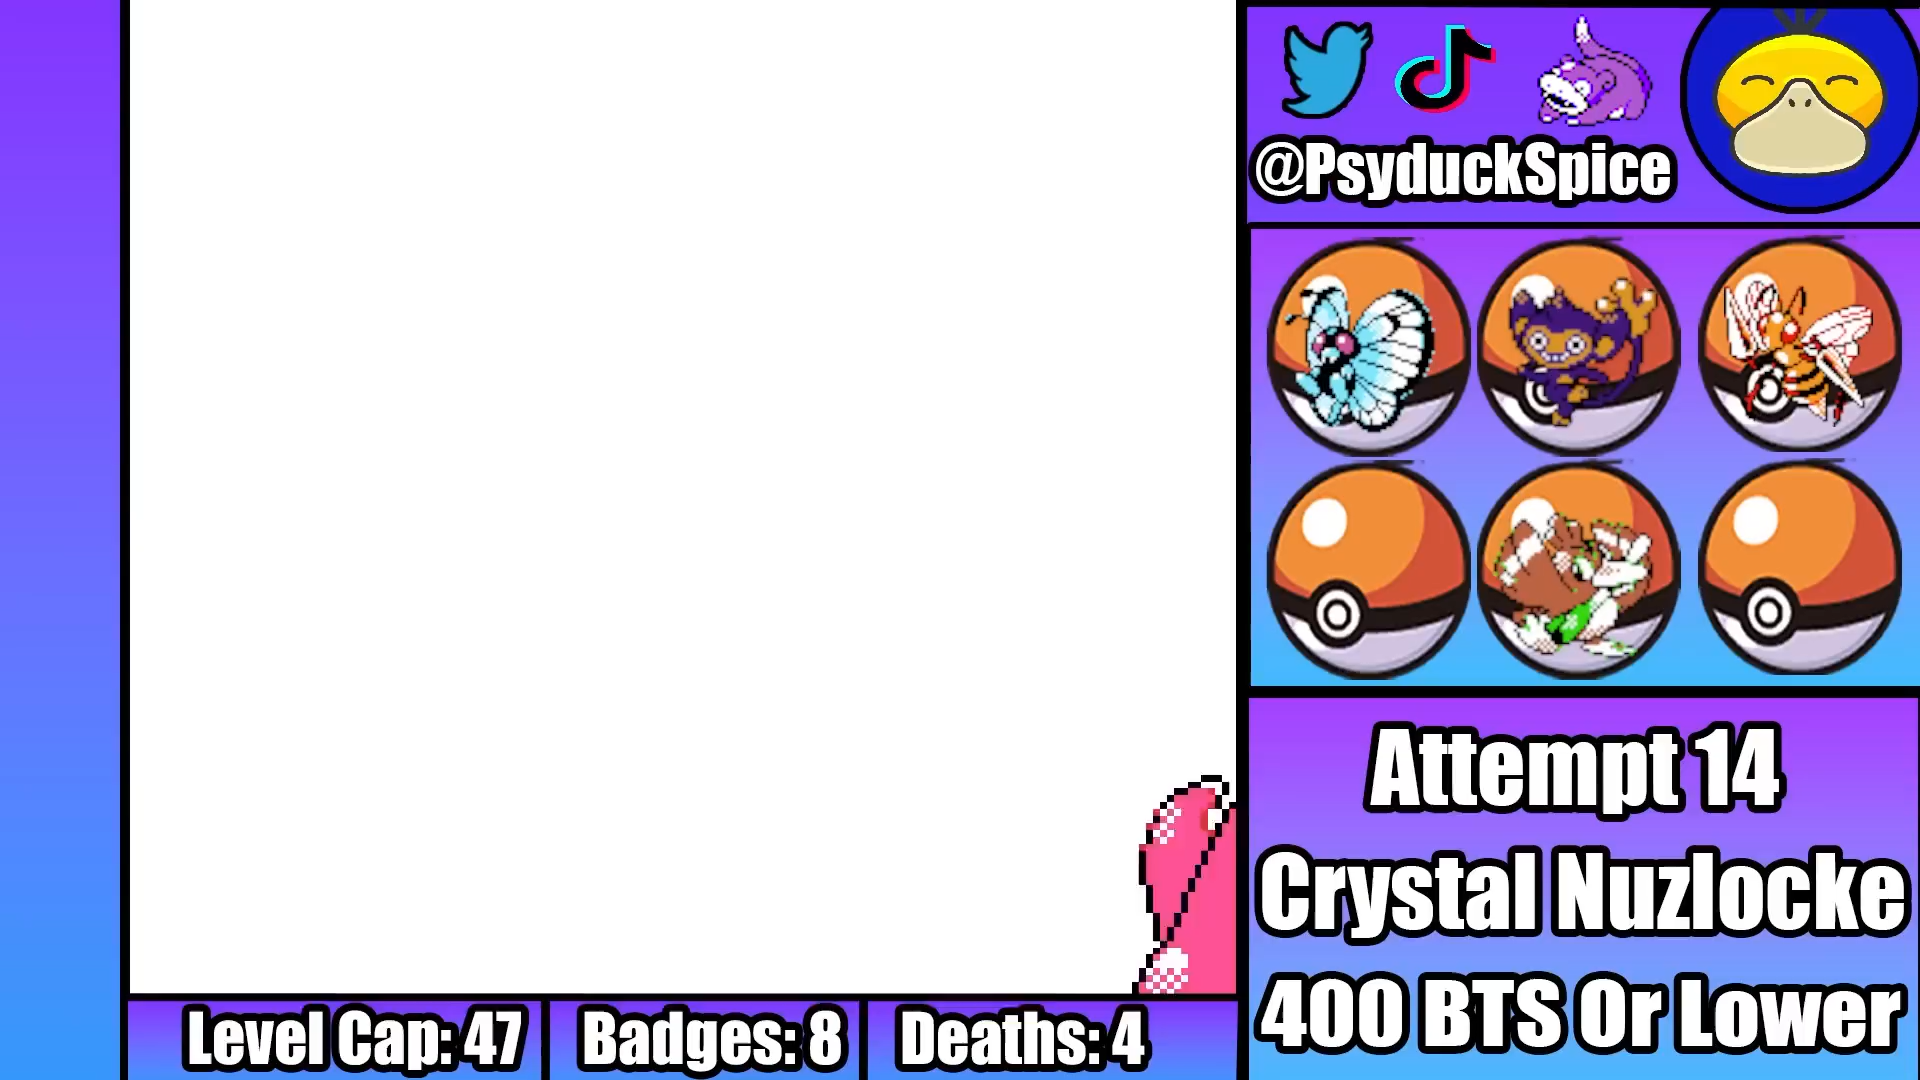 @PsyduckSpice
Attempt 14
Crystal Nuzlocke
400 BTS Or Lower
Level Cap: 47
Badges: 8
Deaths: 4